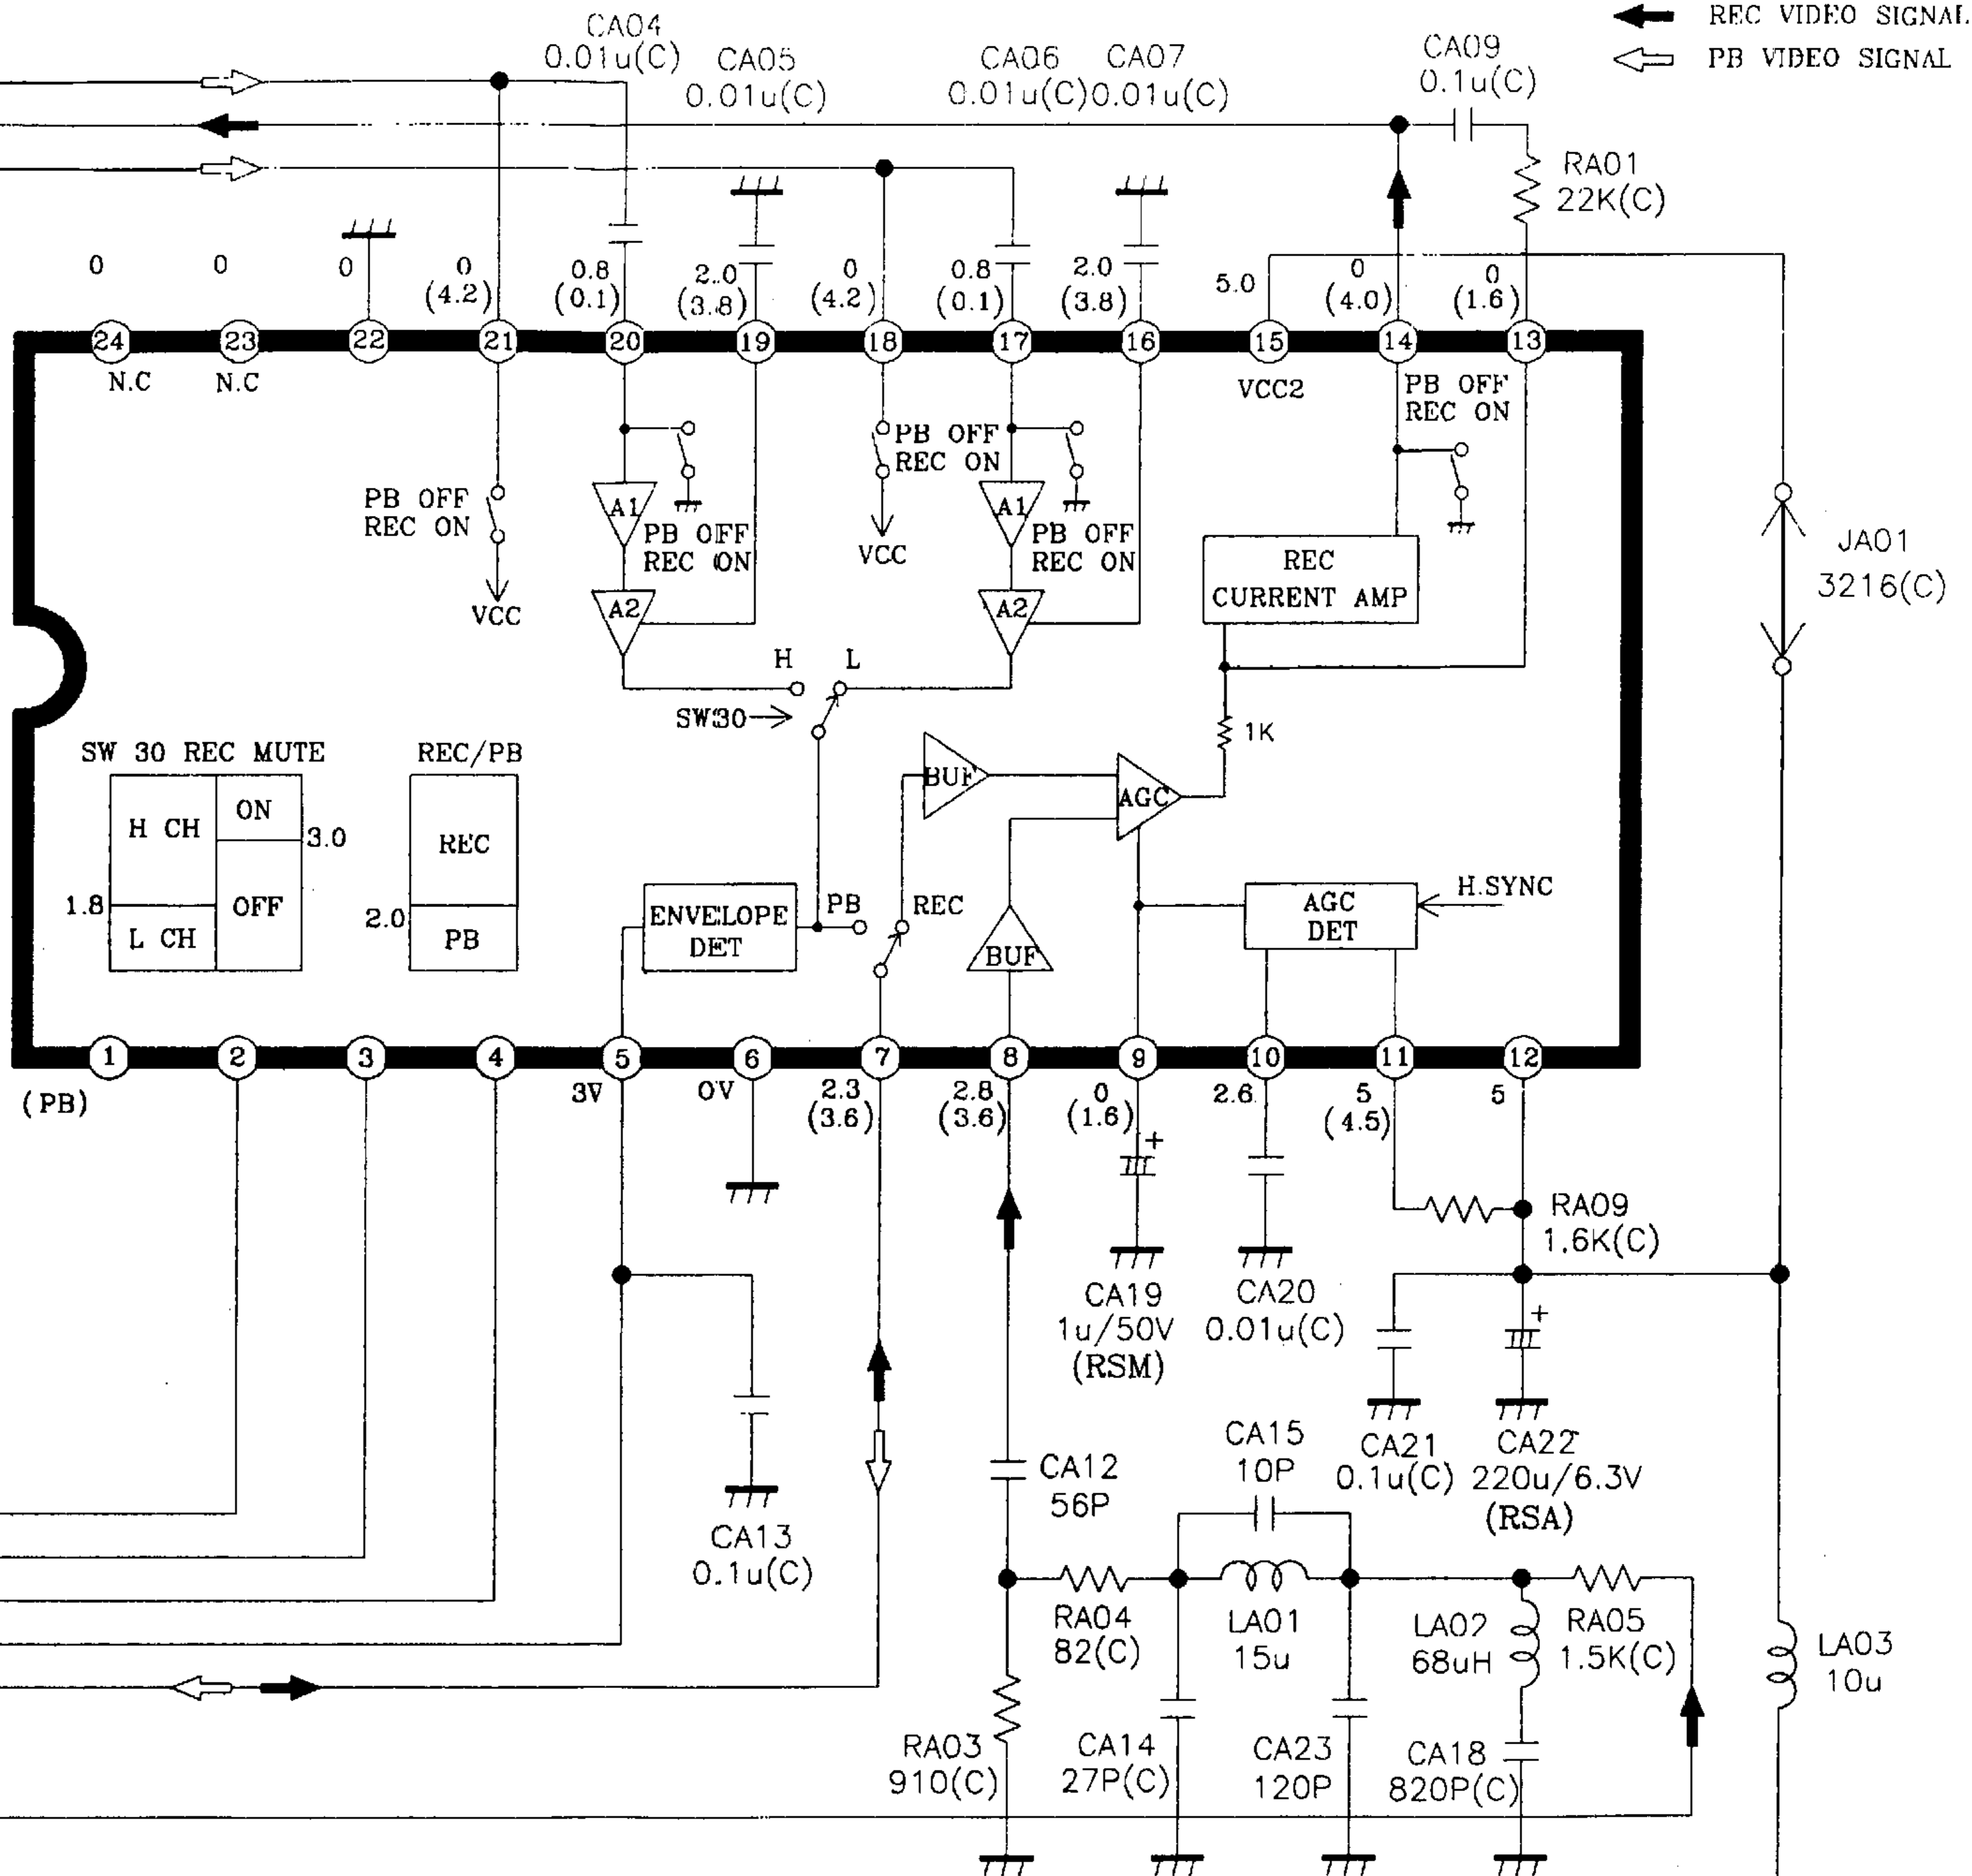 REC VIDEO SIGNAL
PB VIDEO SIGNAL
CA04
0.01u(C)
CA05
0.01u(C)
CA06
0.01u(C)
CA07
0.01u(C)
CA09
0.1u(C)
RA01
22K(C)
0
0
0
0
(4.2)
0.8
(0.1)
2.0
(3.8)
0
(4.2)
0.8
(0.1)
2.0
(3.8)
5.0
0
(4.0)
0
(1.6)
24
23
22
21
20
19
18
17
16
15
14
13
N.C
N.C
VCC2
PB OFF
REC ON
PB OFF
REC ON
PB OFF
REC ON
A1
A1
PB OFF
REC ON
PB OFF
REC ON
VCC
VCC
A2
A2
REC
CURRENT AMP
JA01
3216(C)
H
L
SW30
1K
SW 30 REC MUTE
REC/PB
H CH
ON
3.0
REC
1.8
OFF
2.0
L CH
PB
BUF
AGC
ENVELOPE
DET
PB
REC
BUF
AGC
DET
H.SYNC
1
2
3
4
5
6
7
8
9
10
11
12
(PB)
3V
0V
2.3
(3.6)
2.8
(3.6)
0
(1.6)
2.6
5
(4.5)
5
+
RA09
1.6K(C)
CA19
1u/50V
(RSM)
CA20
0.01u(C)
+
CA21
0.1u(C)
CA22
220u/6.3V
(RSA)
CA15
10P
CA12
56P
CA13
0.1u(C)
RA04
82(C)
LA01
15u
LA02
68uH
RA05
1.5K(C)
LA03
10u
RA03
910(C)
CA14
27P(C)
CA23
120P
CA18
820P(C)